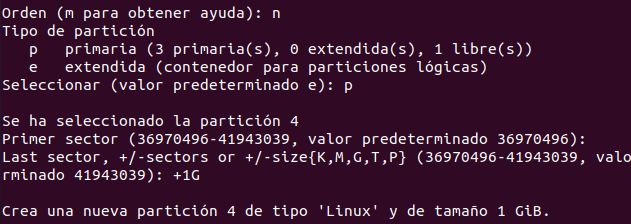 Orden (m para obtener ayuda): n
Tipo de partición
   p   primaria (3 primaria(s), 0 extendida(s), 1 libre(s))
   e   extendida (contenedor para particiones lógicas)
Seleccionar (valor predeterminado e): p

Se ha seleccionado la partición 4
Primer sector (36970496-41943039, valor predeterminado 36970496):
Last sector, +/-sectors or +/-size{K,M,G,T,P} (36970496-41943039, valo
rminado 41943039): +1G

Crea una nueva partición 4 de tipo 'Linux' y de tamaño 1 GiB.